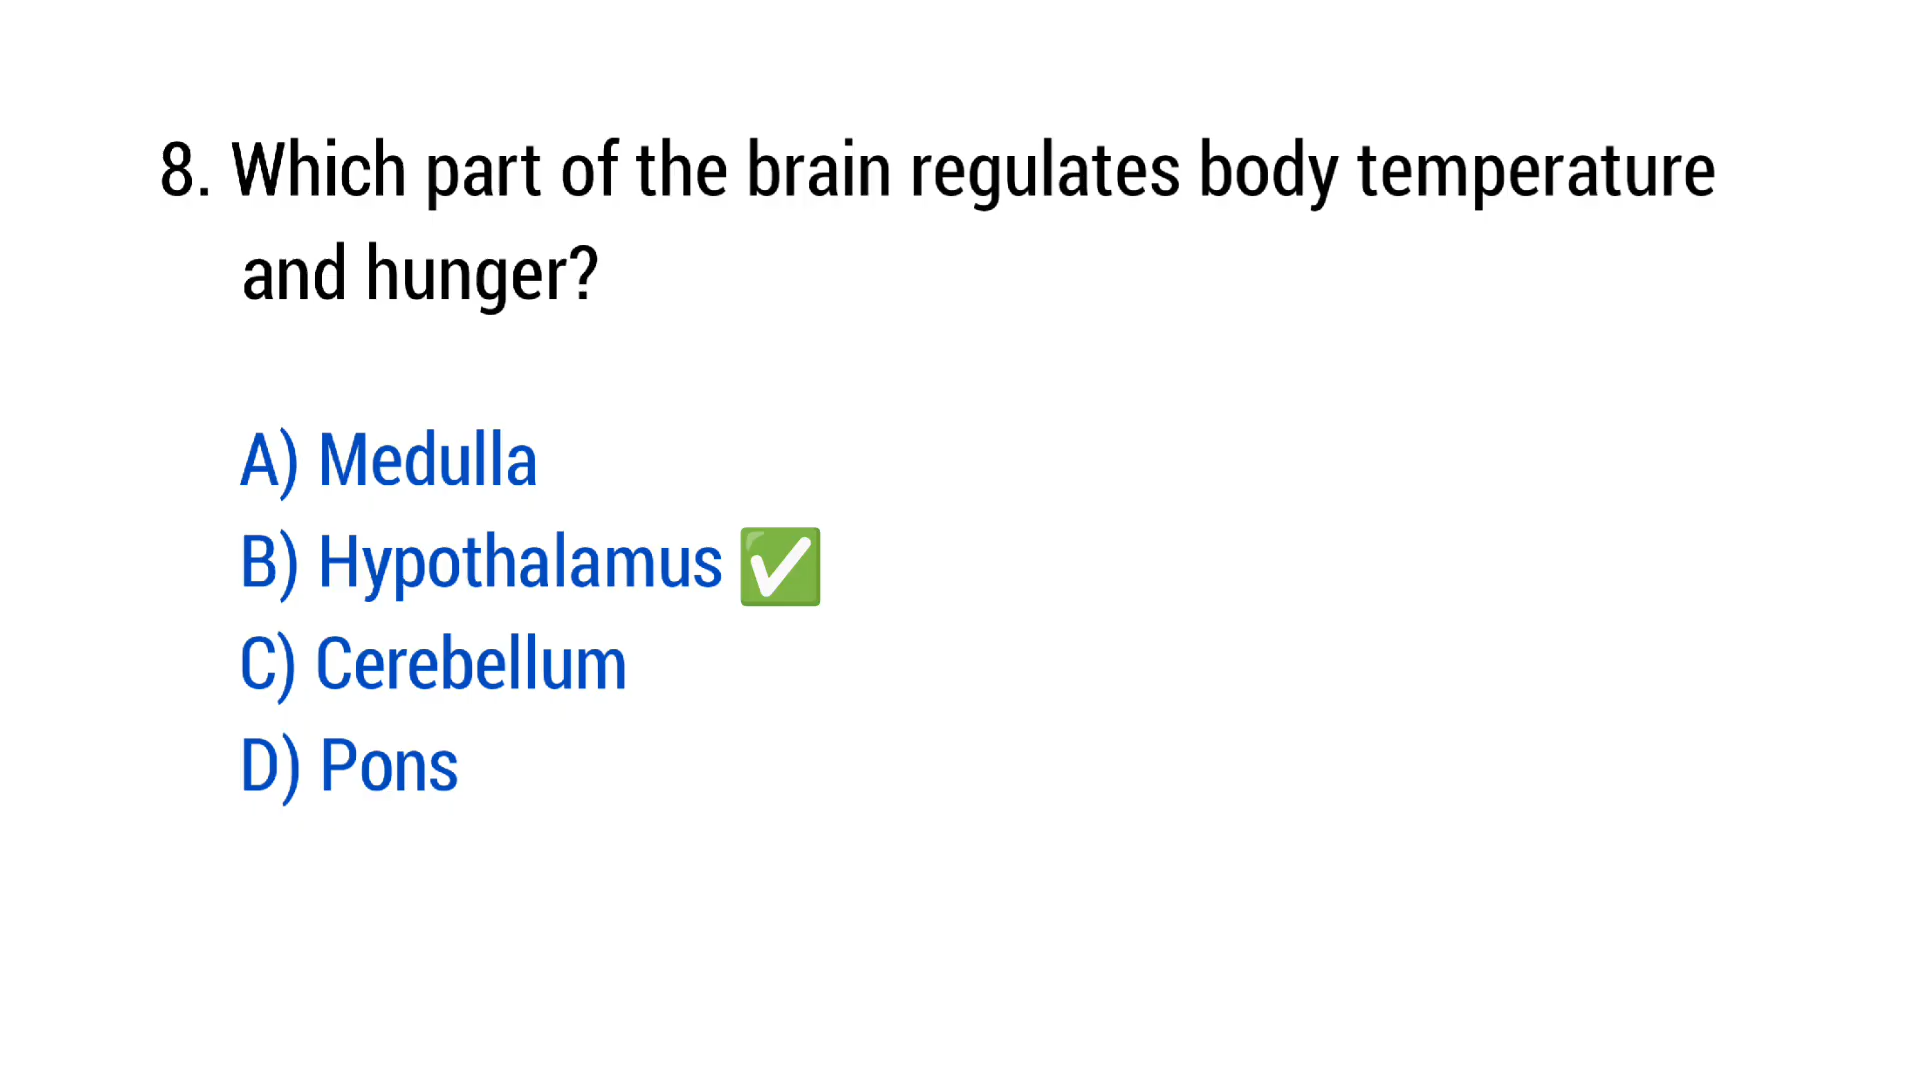 8. Which part of the brain regulates body temperature
and hunger?
A) Medulla
B) Hypothalamus ✅
C) Cerebellum
D) Pons